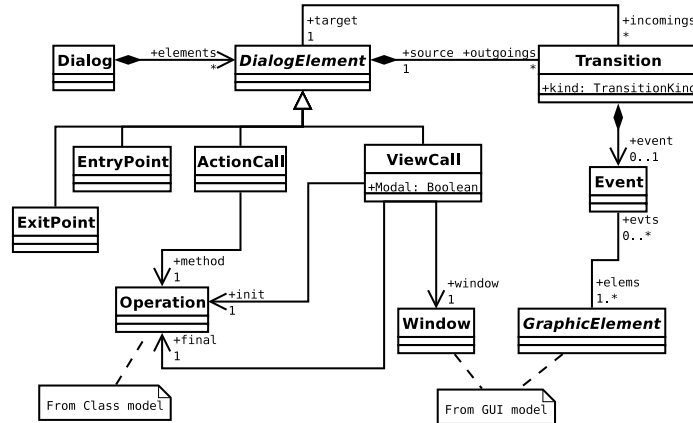 +target
1
+incomings
*
Dialog
+elements
*
DialogElement
+source
1
+outgoings
*
Transition
+kind: TransitionKind
EntryPoint
ActionCall
ViewCall
+Modal: Boolean
+event
0..1
Event
ExitPoint
+evts
0..*
+method
1
Operation
+init
1
+window
1
+elems
1..*
Window
GraphicElement
+final
1
From Class model
From GUI model